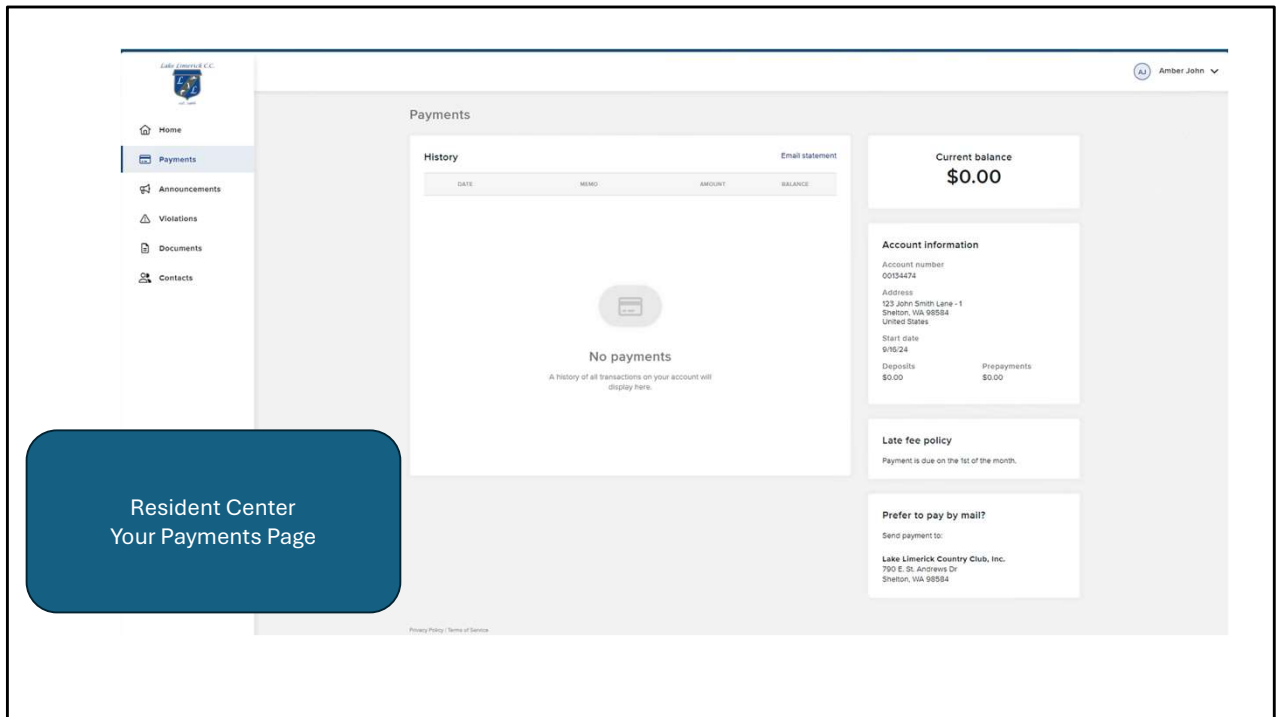 Lake Limerick C.C.
Home
Payments
Announcements
Violations
Documents
Contacts
AJ Amber John
Payments
History Email statement
DATE MEMO AMOUNT BALANCE
No payments
A history of all transactions on your account will
display here.
Current balance
$0.00
Account information
Account number
00134474
Address
123 John Smith Lane - 1
Shelton, WA 98584
United States
Start date
9/16/24
Deposits Prepayments
$0.00 $0.00
Late fee policy
Payment is due on the 1st of the month.
Prefer to pay by mail?
Send payment to:
Lake Limerick Country Club, Inc.
790 E. St. Andrews Dr
Shelton, WA 98584
Resident Center
Your Payments Page
Privacy Policy | Terms of Service